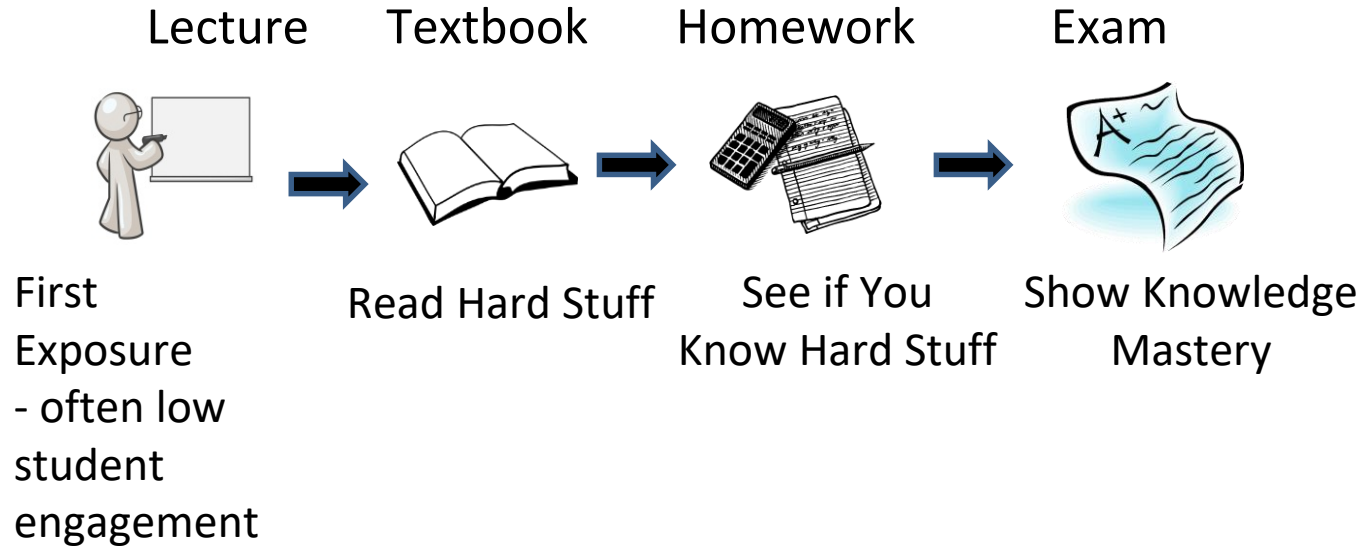 Lecture Textbook Homework Exam
A+
First
Exposure
- often low
student
engagement
Read Hard Stuff
See if You
Know Hard Stuff
Show Knowledge
Mastery